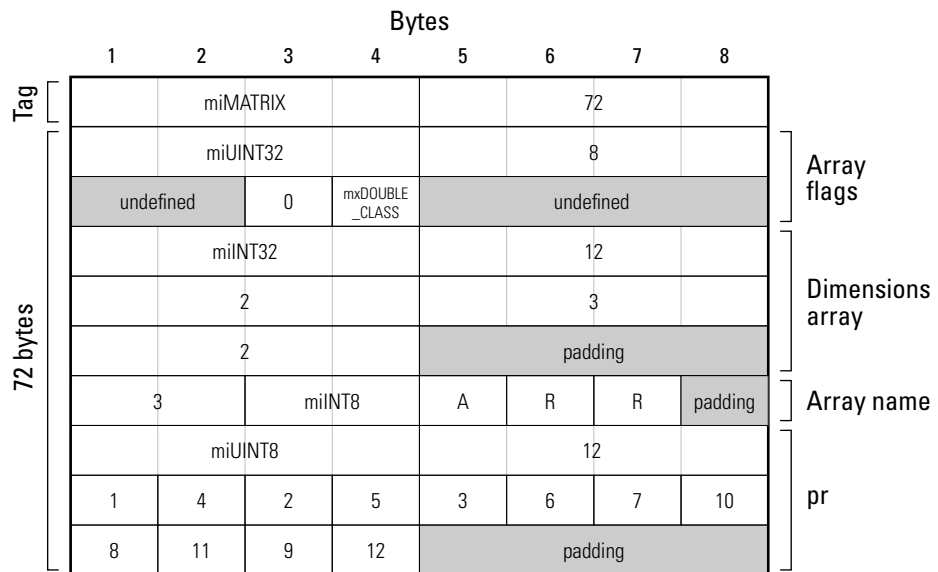 Bytes
1 2 3 4 5 6 7 8
Tag
miMATRIX 72
miUINT32 8
Array flags
undefined 0 mxDOUBLE_CLASS undefined
miINT32 12
2 3
Dimensions array
2 padding
72 bytes
3 miINT8 A R R padding
Array name
miUINT8 12
1 4 2 5 3 6 7 10
pr
8 11 9 12 padding